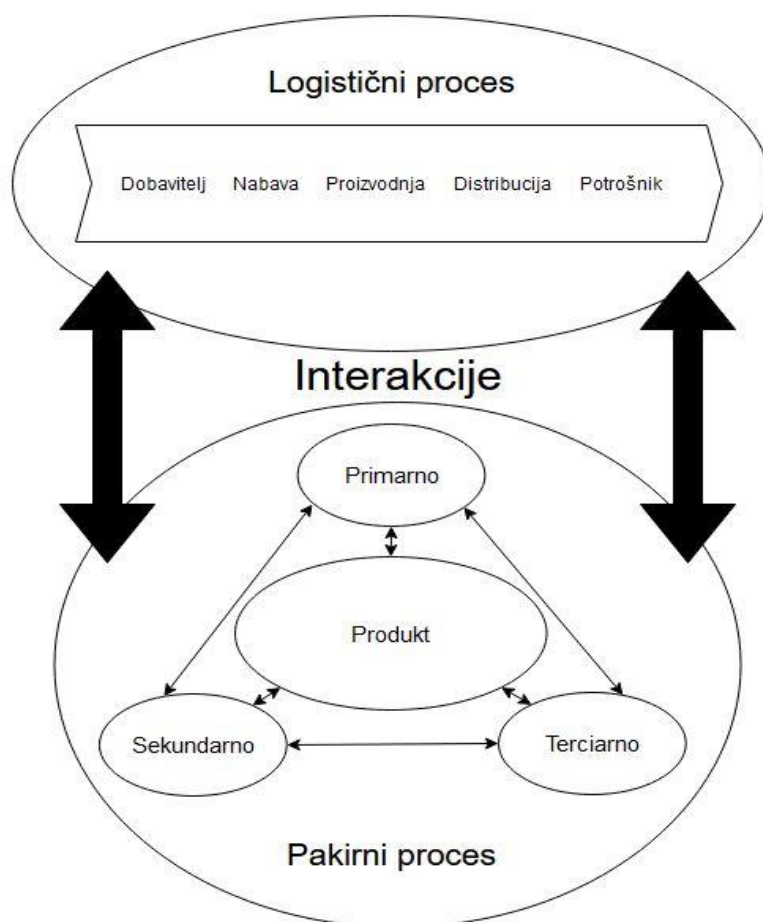 Logistični proces
Dobavitelj Nabava Proizvodnja Distribucija Potrošnik
Interakcije
Primarno
Produkt
Sekundarno Terciarno
Pakirni proces